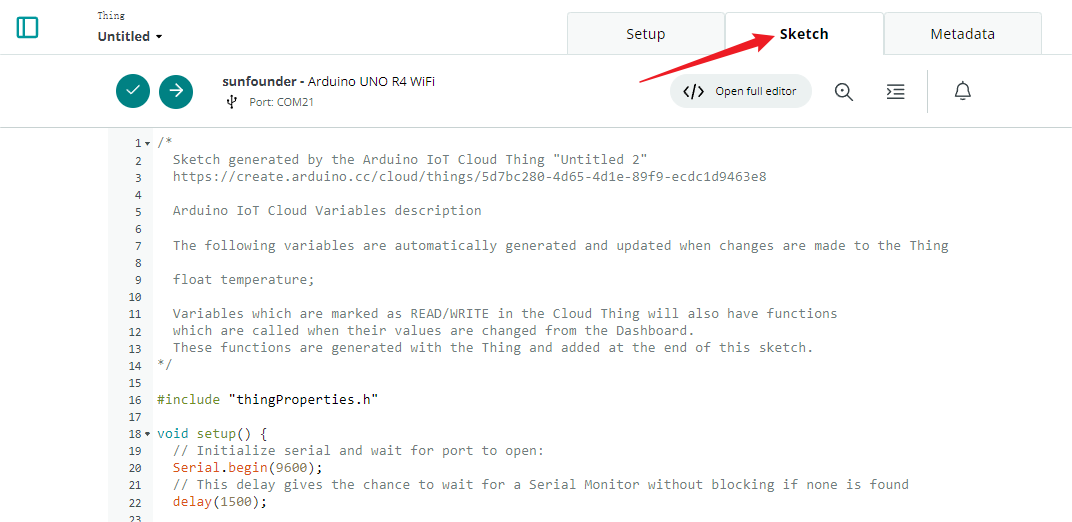 Thing
Untitled
Setup
Sketch
Metadata
sunfounder - Arduino UNO R4 WiFi
Port: COM21
</> Open full editor
1 /*
2 Sketch generated by the Arduino IoT Cloud Thing "Untitled 2"
3 https://create.arduino.cc/cloud/things/5d7bc280-4d65-4d1e-89f9-ecdc1d9463e8
4
5 Arduino IoT Cloud Variables description
6
7 The following variables are automatically generated and updated when changes are made to the Thing
8
9 float temperature;
10
11 Variables which are marked as READ/WRITE in the Cloud Thing will also have functions
12 which are called when their values are changed from the Dashboard.
13 These functions are generated with the Thing and added at the end of this sketch.
14 */
15
16 #include "thingProperties.h"
17
18 void setup() {
19 // Initialize serial and wait for port to open:
20 Serial.begin(9600);
21 // This delay gives the chance to wait for a Serial Monitor without blocking if none is found
22 delay(1500);
23